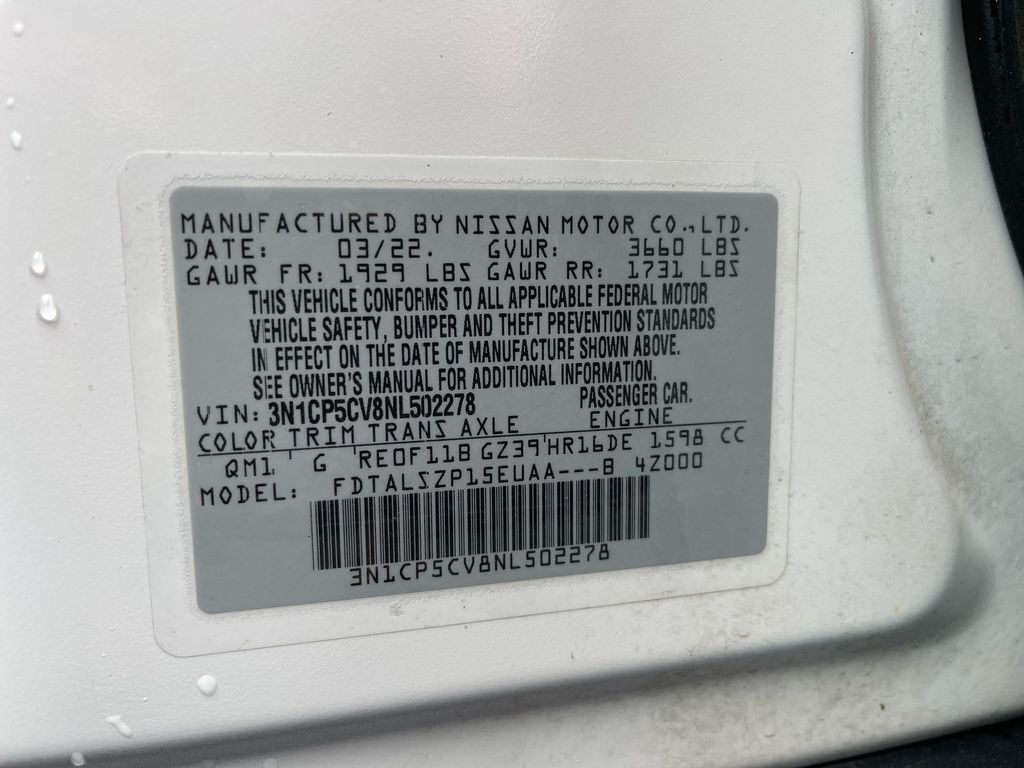 MANUFACTURED BY NISSAN MOTOR CO., LTD.
DATE: 03/22. GVWR: 3660 LBS
GAWR FR: 1929 LBS GAWR RR: 1731 LBS
THIS VEHICLE CONFORMS TO ALL APPLICABLE FEDERAL MOTOR
VEHICLE SAFETY, BUMPER AND THEFT PREVENTION STANDARDS
IN EFFECT ON THE DATE OF MANUFACTURE SHOWN ABOVE.
SEE OWNER'S MANUAL FOR ADDITIONAL INFORMATION.
VIN: 3N1CP5CV8NL502278 PASSENGER CAR.
COLOR TRIM TRANS AXLE ENGINE
QM1 ' G ' RE0F11B GZ39 ' HR16DE 1598 CC
MODEL: FDTALSZP15EUAA---B 4Z000
3N1CP5CV8NL502278